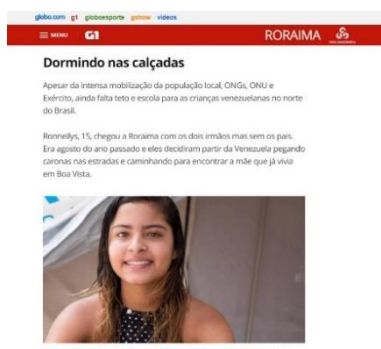 globo.com g1 globoesporte gshow vídeos
MENU G1 RORAIMA
Dormindo nas calçadas
Apesar da intensa mobilização da população local, ONGs, ONU e
Exército, ainda falta teto e escola para as crianças venezuelanas no norte
do Brasil.
Ronneilys, 15, chegou a Roraima com os dois irmãos mas sem os pais.
Era agosto do ano passado e eles decidiram partir da Venezuela pegando
caronas nas estradas e caminhando para encontrar a mãe que já vivia
em Boa Vista.